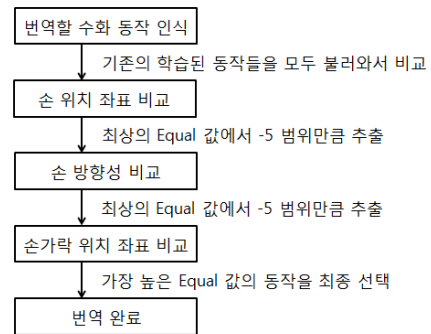 번역할 수화 동작 인식
기존의 학습된 동작들을 모두 불러와서 비교
손 위치 좌표 비교
최상의 Equal 값에서 -5 범위만큼 추출
손 방향성 비교
최상의 Equal 값에서 -5 범위만큼 추출
손가락 위치 좌표 비교
가장 높은 Equal 값의 동작을 최종 선택
번역 완료